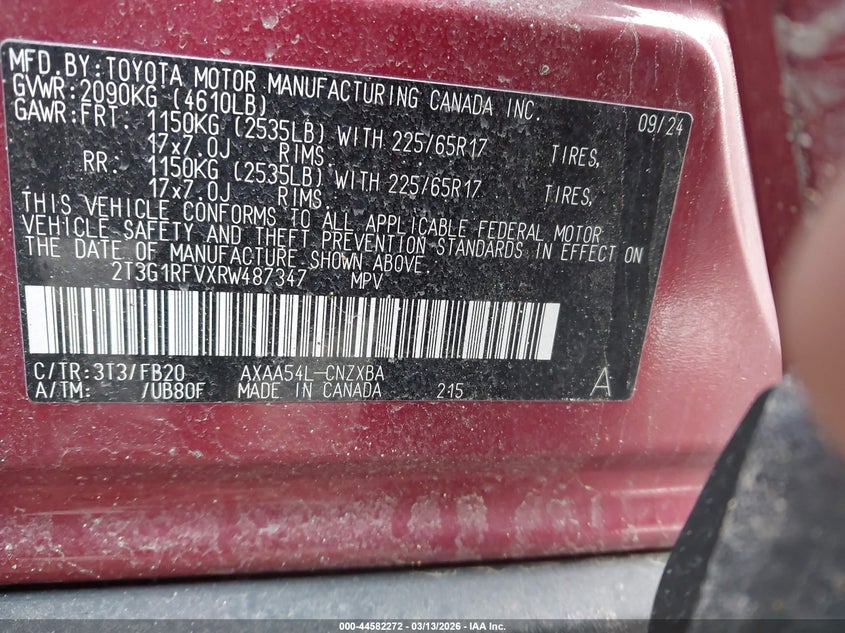 MFD.BY:TOYOTA MOTOR MANUFACTURING CANADA INC.
GVWR:2090KG (4610LB) 09/24
GAWR:FRT: 1150KG (2535LB) WITH 225/65R17 TIRES,
17x7.0J RIMS.
RR: 1150KG (2535LB) WITH 225/65R17 TIRES,
17x7.0J RIMS.
THIS VEHICLE CONFORMS TO ALL APPLICABLE FEDERAL MOTOR
VEHICLE SAFETY AND THEFT PREVENTION STANDARDS IN EFFECT ON
THE DATE OF MANUFACTURE SHOWN ABOVE.
2T3G1RFVXRW487347 MPV
C/TR:3T3/FB20 AXAA54L-CNZXBA
A/TM: /UB80F MADE IN CANADA 215 A
000-44582272 - 03/13/2026 - IAA Inc.